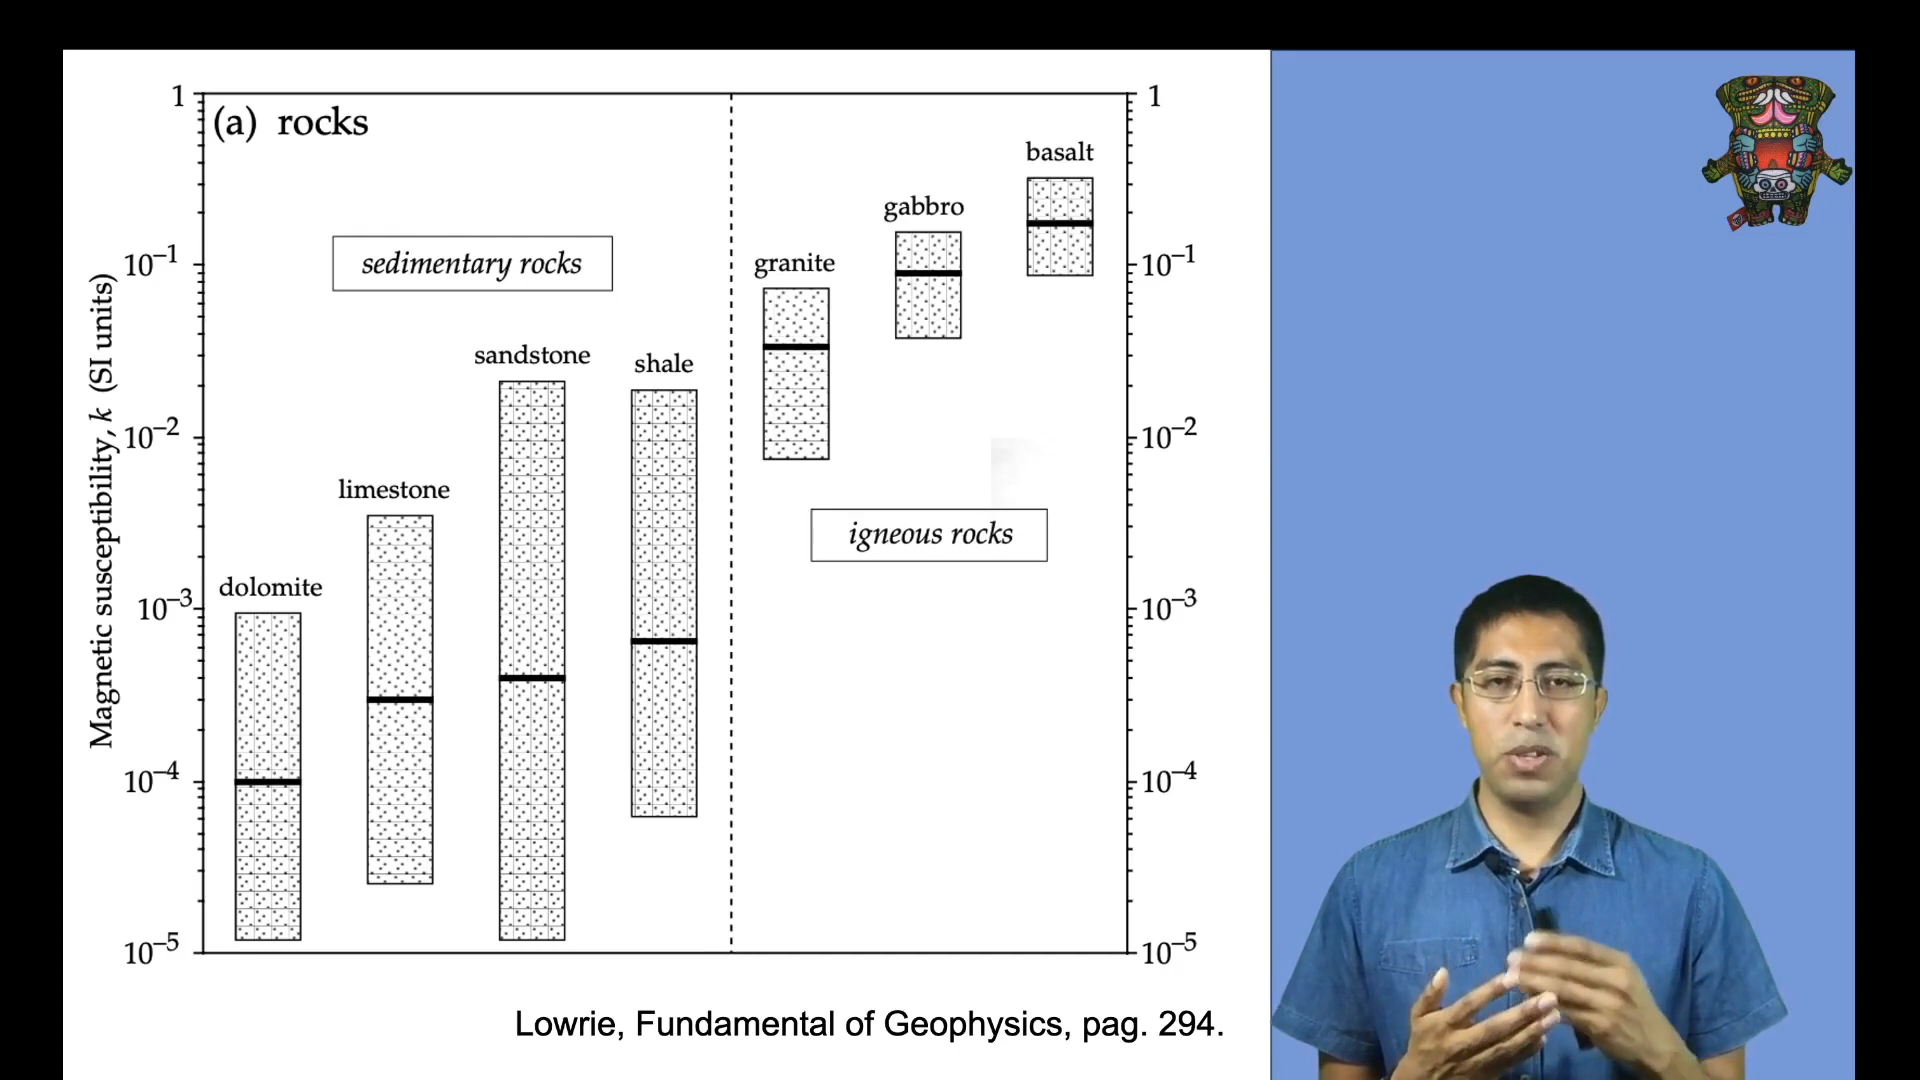 (a) rocks
Magnetic susceptibility, k (SI units)
1
10⁻¹
10⁻²
10⁻³
10⁻⁴
10⁻⁵
sedimentary rocks
dolomite
limestone
sandstone
shale
granite
gabbro
basalt
igneous rocks
1
10⁻¹
10⁻²
10⁻³
10⁻⁴
10⁻⁵
Lowrie, Fundamental of Geophysics, pag. 294.